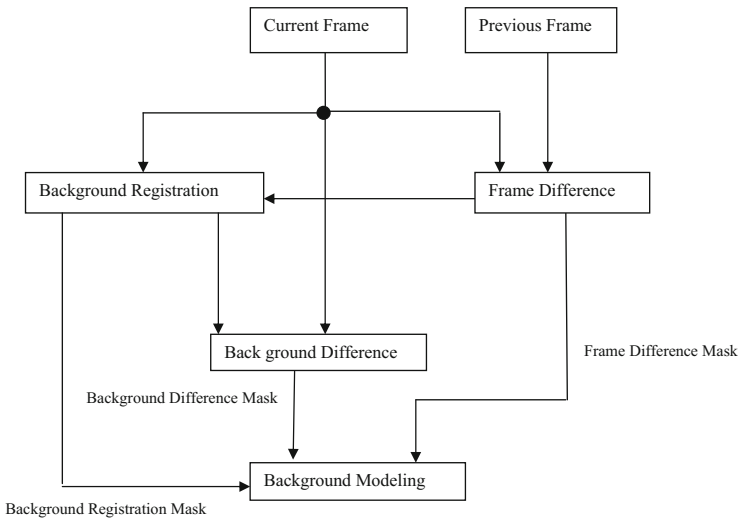 Current Frame
Previous Frame
Background Registration
Frame Difference
Back ground Difference
Frame Difference Mask
Background Difference Mask
Background Modeling
Background Registration Mask